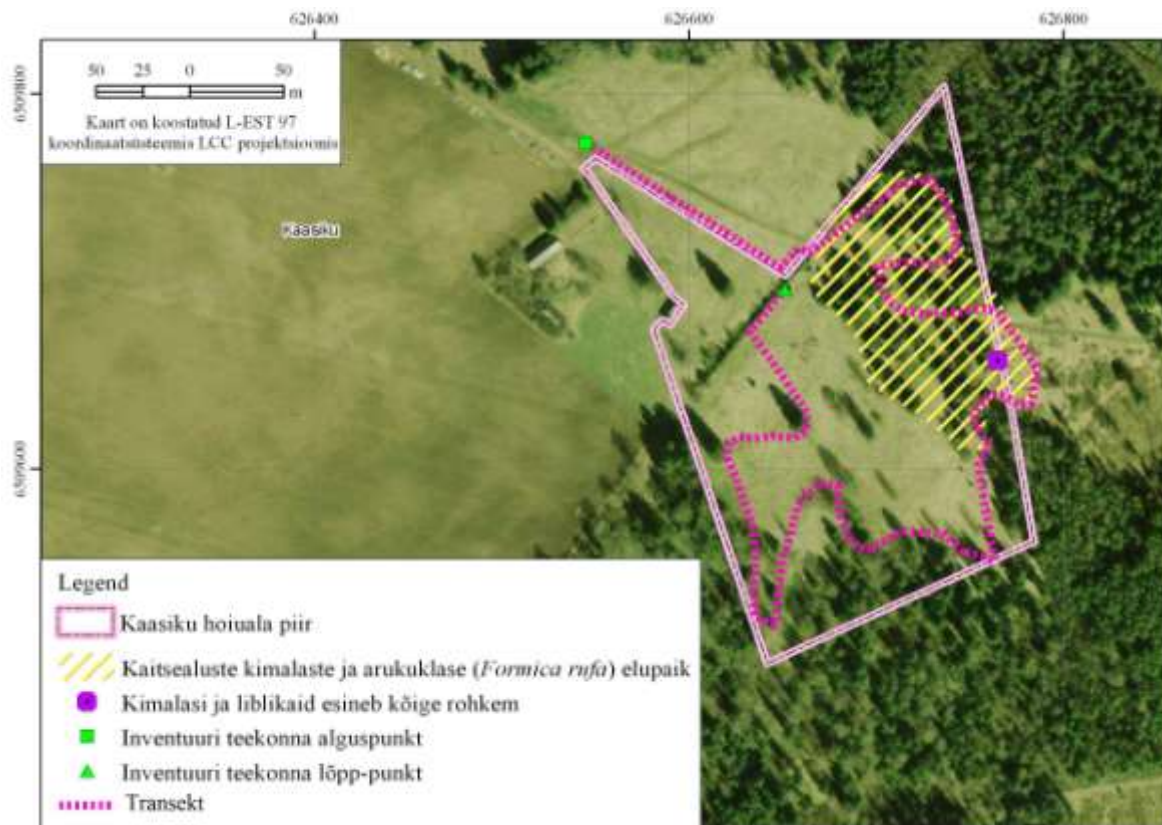 626400 626600 626800
6509800
50 25 0 50
m
Kaart on koostatud L-EST 97
koordinaatsüsteemis LCC projektsioonis
Kaasiku
6509600
Legend
Kaasiku hoiuala piir
Kaitsealuste kimalaste ja arukuklase (Formica rufa) elupaik
Kimalasi ja liblikaid esineb kõige rohkem
Inventuuri teekonna alguspunkt
Inventuuri teekonna lõpp-punkt
Transekt